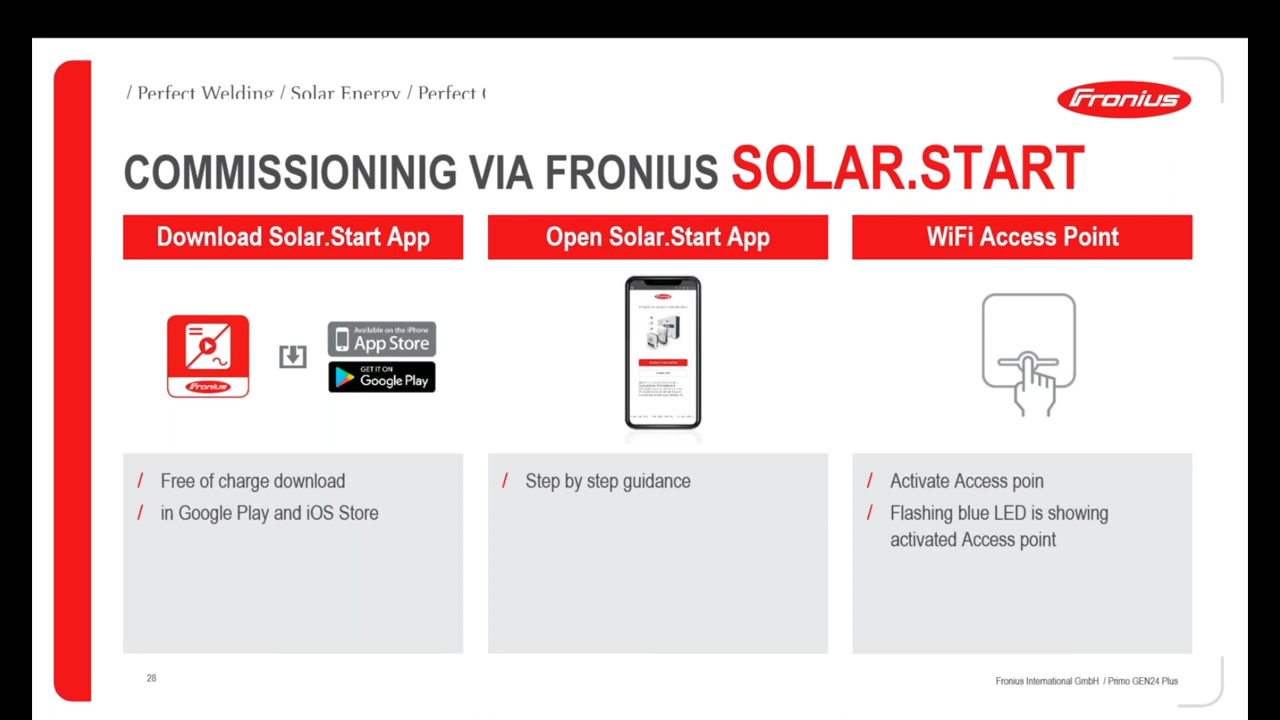 / Perfect Welding / Solar Energy / Perfect
Fronius
COMMISSIONINIG VIA FRONIUS SOLAR.START
Download Solar.Start App
Open Solar.Start App
WiFi Access Point
Fronius
Available on the iPhone
App Store
GET IT ON
Google Play
Fronius
/ Free of charge download
/ in Google Play and iOS Store
/ Step by step guidance
/ Activate Access poin
/ Flashing blue LED is showing
activated Access point
28
Fronius International GmbH / Primo GEN24 Plus